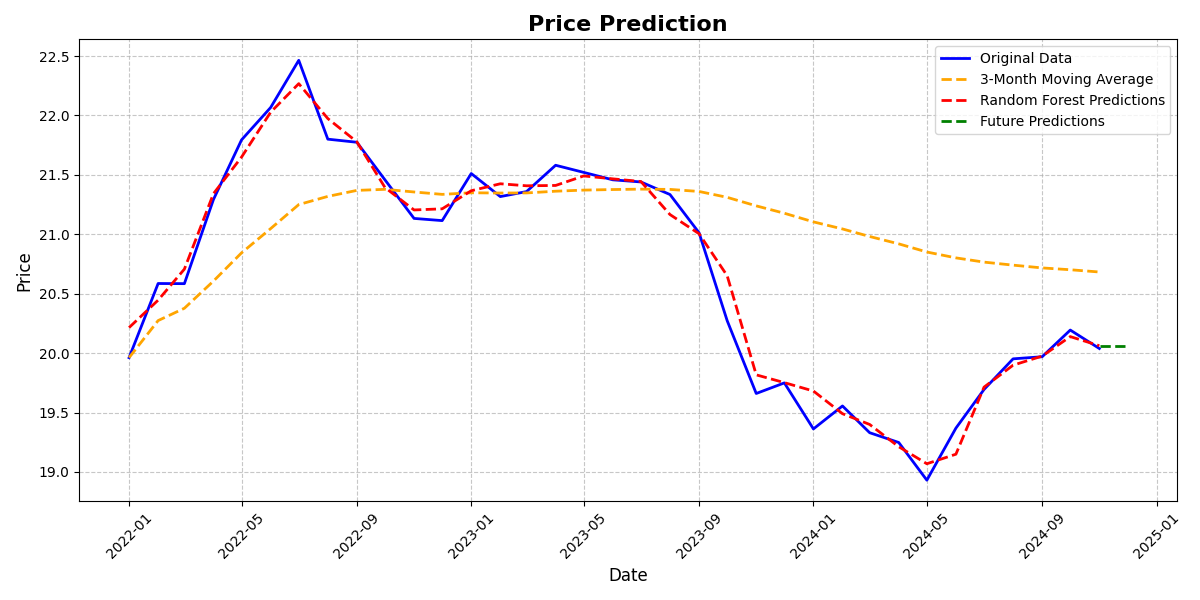 Price Prediction
Original Data
3-Month Moving Average
Random Forest Predictions
Future Predictions
Price
22.5
22.0
21.5
21.0
20.5
20.0
19.5
19.0
2022-01
2022-05
2022-09
2023-01
2023-05
2023-09
2024-01
2024-05
2024-09
2025-01
Date